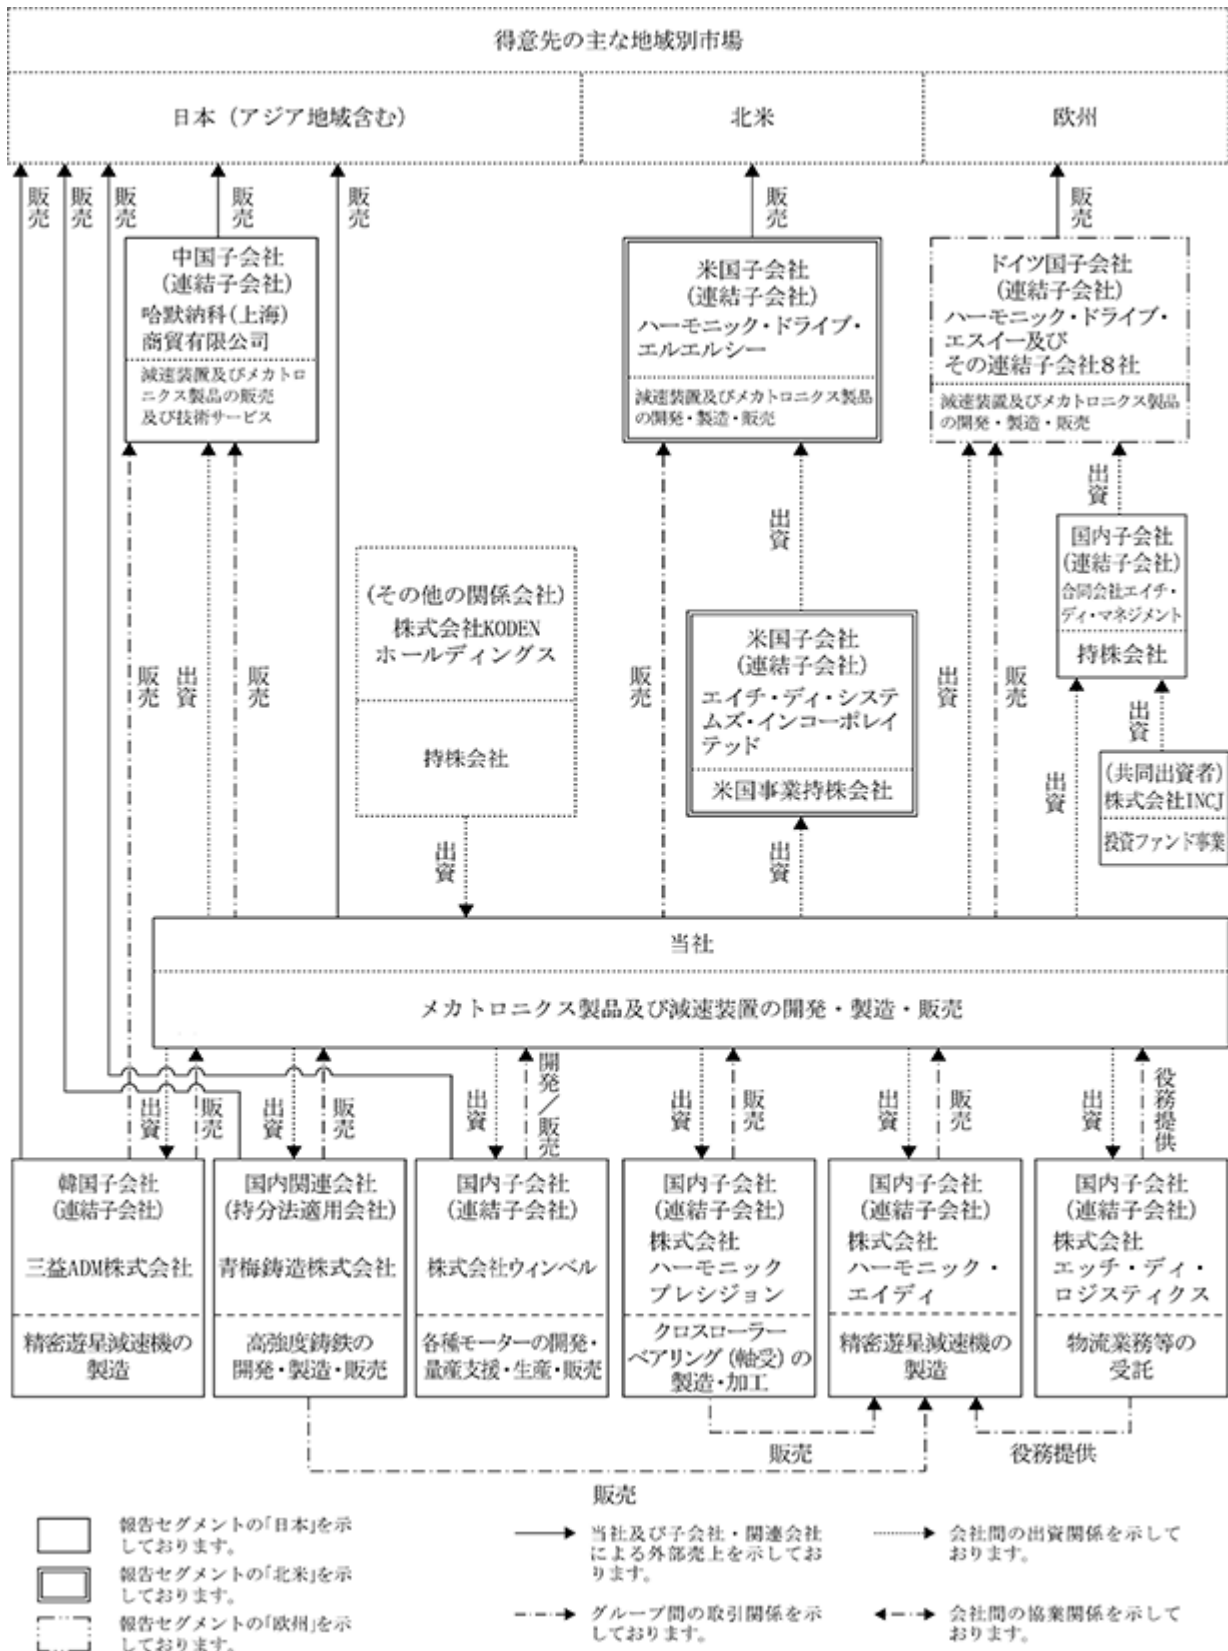 得意先の主な地域別市場
日本（アジア地域含む）
北米
欧州
販売
販売
販売
販売
販売
販売
販売
中国子会社
(連結子会社)
哈默納科(上海)
商貿有限公司
減速装置及びメカトロ
ニクス製品の販売
及び技術サービス
米国子会社
(連結子会社)
ハーモニック・ドライブ・
エルエルシー
減速装置及びメカトロニクス製品
の開発・製造・販売
ドイツ国子会社
(連結子会社)
ハーモニック・ドライブ・
エスイー及び
その連結子会社8社
減速装置及びメカトロニクス製品
の開発・製造・販売
出資
出資
国内子会社
(連結子会社)
合同会社エイチ・
ディ・マネジメント
持株会社
(その他の関係会社)
株式会社KODEN
ホールディングス
持株会社
米国子会社
(連結子会社)
エイチ・ディ・システ
ムズ・インコーポレイ
テッド
米国事業持株会社
販売
出資
販売
販売
出資
販売
出資
出資
(共同出資者)
株式会社INCJ
投資ファンド事業
出資
出資
当社
メカトロニクス製品及び減速装置の開発・製造・販売
出資
販売
出資
販売
出資
開発／販売
出資
販売
出資
販売
出資
役務提供
韓国子会社
(連結子会社)
三益ADM株式会社
精密遊星減速機の
製造
国内関連会社
(持分法適用会社)
青梅鋳造株式会社
高強度鋳鉄の
開発・製造・販売
国内子会社
(連結子会社)
株式会社ウィンベル
各種モーターの開発・
量産支援・生産・販売
国内子会社
(連結子会社)
株式会社
ハーモニック
プレシジョン
クロスローラー
ベアリング(軸受)の
製造・加工
国内子会社
(連結子会社)
株式会社
ハーモニック・
エイディ
精密遊星減速機の
製造
国内子会社
(連結子会社)
株式会社
エッチ・ディ・
ロジスティクス
物流業務等の
受託
販売
役務提供
販売
報告セグメントの「日本」を示
しております。
報告セグメントの「北米」を示
しております。
報告セグメントの「欧州」を示
しております。
当社及び子会社・関連会社
による外部売上を示してお
ります。
グループ間の取引関係を示
しております。
会社間の出資関係を示して
おります。
会社間の協業関係を示して
おります。